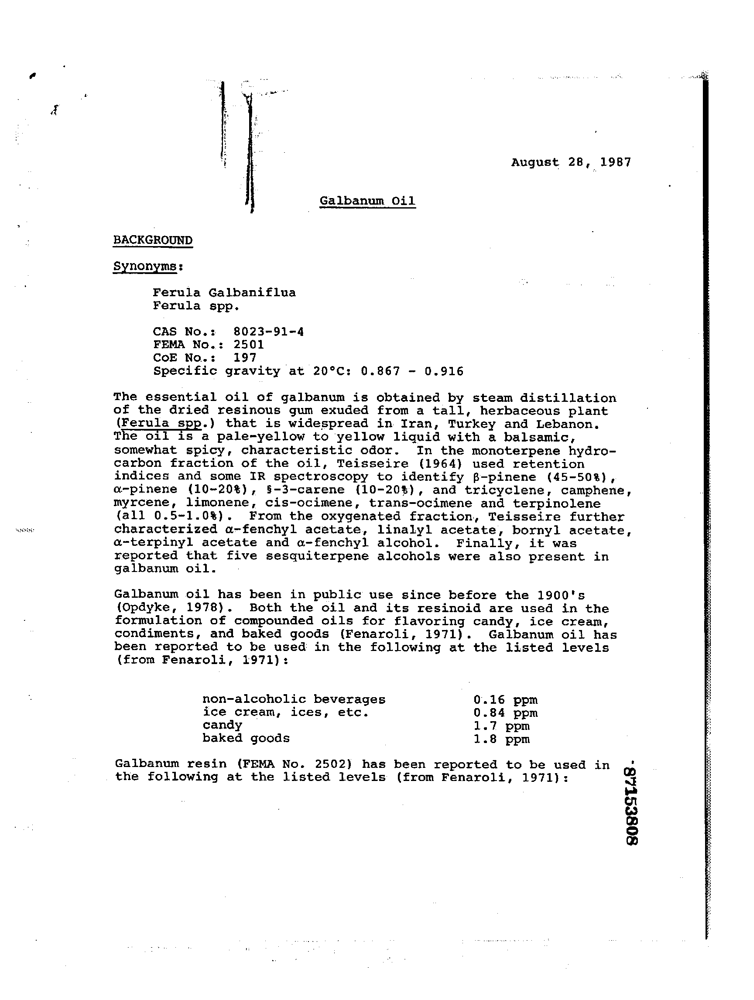 August 28, 1987
Galbanum Oil
BACKGROUND
Synonyms:
Ferula Galbaniflua
Ferula spp.
CAS No.: 8023-91-4
FEMA No.: 2501
CoE No.: 197
Specific gravity at 20°C: 0.867 - 0.916
The essential oil of galbanum is obtained by steam distillation
of the dried resinous gum exuded from a tall, herbaceous plant
(Ferula spp.) that is widespread in Iran, Turkey and Lebanon.
The oil is a pale-yellow to yellow liquid with a balsamic,
somewhat spicy, characteristic odor. In the monoterpene hydro-
carbon fraction of the oil, Teisseire (1964) used retention
indices and some IR spectroscopy to identify β-pinene (45-50%),
α-pinene (10-20%), §-3-carene (10-20%), and tricyclene, camphene,
myrcene, limonene, cis-ocimene, trans-ocimene and terpinolene
(all 0.5-1.0%). From the oxygenated fraction, Teisseire further
characterized α-fenchyl acetate, linalyl acetate, bornyl acetate,
α-terpinyl acetate and α-fenchyl alcohol. Finally, it was
reported that five sesquiterpene alcohols were also present in
galbanum oil.
Galbanum oil has been in public use since before the 1900's
(Opdyke, 1978). Both the oil and its resinoid are used in the
formulation of compounded oils for flavoring candy, ice cream,
condiments, and baked goods (Fenaroli, 1971). Galbanum oil has
been reported to be used in the following at the listed levels
(from Fenaroli, 1971):
non-alcoholic beverages 0.16 ppm
ice cream, ices, etc. 0.84 ppm
candy 1.7 ppm
baked goods 1.8 ppm
Galbanum resin (FEMA No. 2502) has been reported to be used in
the following at the listed levels (from Fenaroli, 1971):
87153808